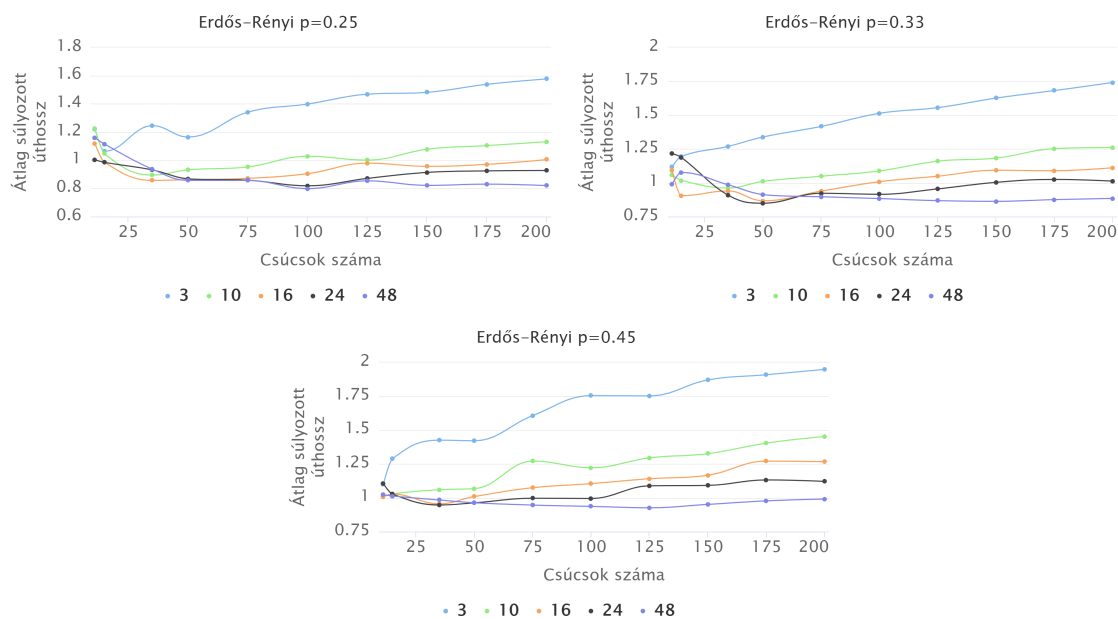 Erdős-Rényi p=0.25
1.8
1.6
1.4
1.2
1
0.8
0.6
Átlag súlyozott
úthossz
25 50 75 100 125 150 175 200
Csúcsok száma
3 10 16 24 48
Erdős-Rényi p=0.33
2
1.75
1.5
1.25
1
0.75
Átlag súlyozott
úthossz
25 50 75 100 125 150 175 200
Csúcsok száma
3 10 16 24 48
Erdős-Rényi p=0.45
2
1.75
1.5
1.25
1
0.75
Átlag súlyozott
úthossz
25 50 75 100 125 150 175 200
Csúcsok száma
3 10 16 24 48